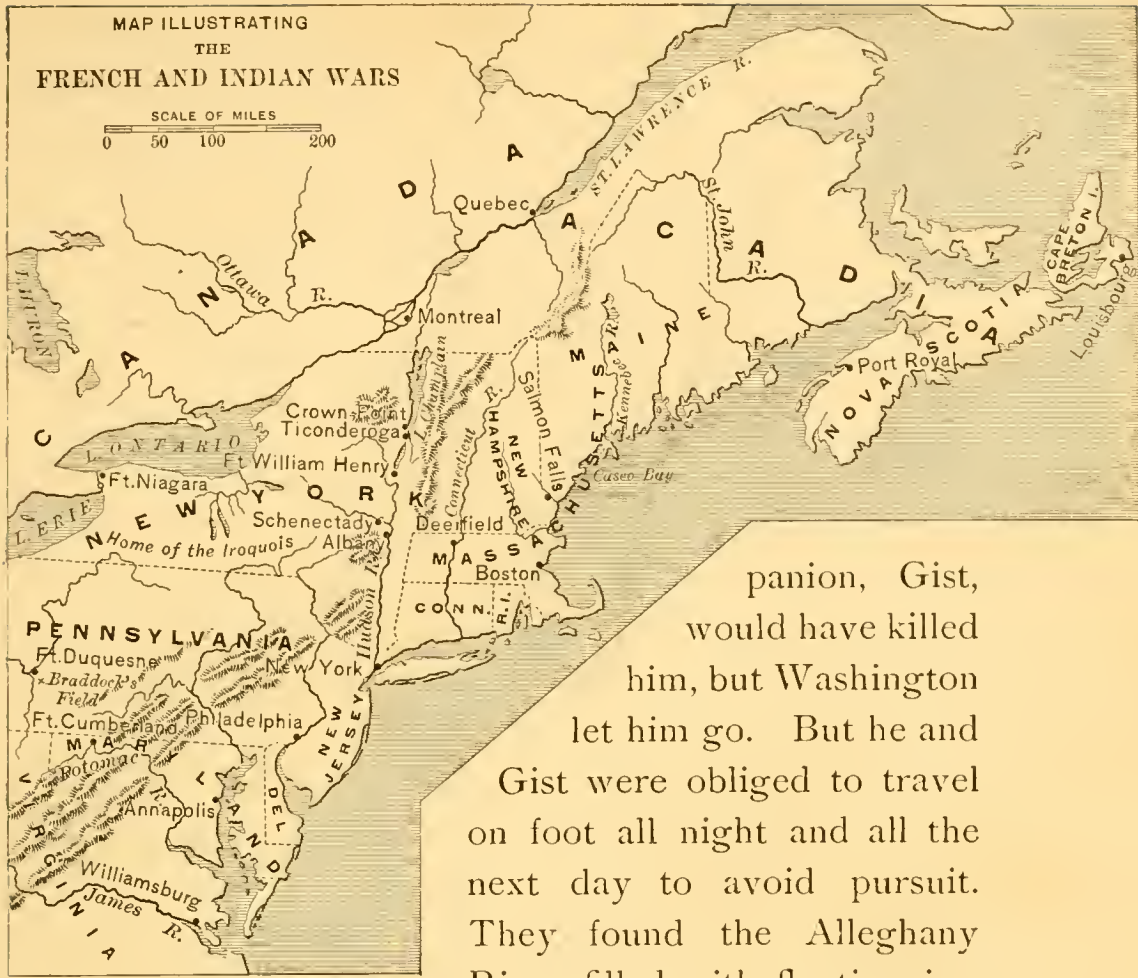 MAP ILLUSTRATING
THE
FRENCH AND INDIAN WARS
SCALE OF MILES
0 50 100 200
CANADA
ACADIA
ST. LAWRENCE R.
Quebec
St. John
R.
Ottawa
R.
L. HURON
Montreal
CAPE
BRETON I.
Louisbourg
NOVA SCOTIA
Port Royal
MAINE
Kennebec R.
Casco Bay
L. Champlain
Crown Point
Ticonderoga
Connecticut R.
NEW
HAMPSHIRE
Salmon Falls
L. ONTARIO
Ft. William Henry
Ft. Niagara
L. ERIE
NEW YORK
Home of the Iroquois
Schenectady
Albany
Deerfield
MASSACHUSETTS
Boston
CONN.
R.I.
Hudson R.
PENNSYLVANIA
Ft. Duquesne
× Braddock's
Field
New York
Ft. Cumberland
Philadelphia
NEW
JERSEY
MARYLAND
Potomac
R.
DEL.
Annapolis
VIRGINIA
Williamsburg
James
R.
panion, Gist,
would have killed
him, but Washington
let him go. But he and
Gist were obliged to travel
on foot all night and all the
next day to avoid pursuit.
They found the Alleghany